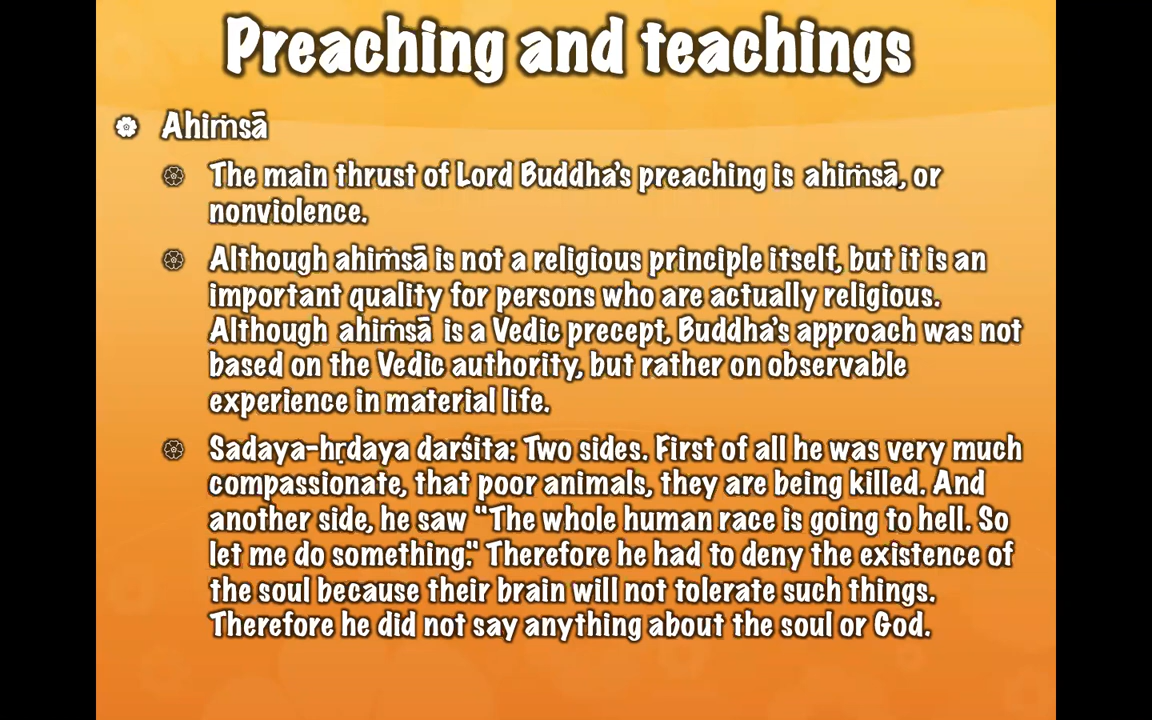 Preaching and teachings
Ahiṁsā
The main thrust of Lord Buddha's preaching is ahiṁsā, or
nonviolence.
Although ahiṁsā is not a religious principle itself, but it is an
important quality for persons who are actually religious.
Although ahiṁsā is a Vedic precept, Buddha's approach was not
based on the Vedic authority, but rather on observable
experience in material life.
Sadaya-hṛdaya darśita: Two sides. First of all he was very much
compassionate, that poor animals, they are being killed. And
another side, he saw "The whole human race is going to hell. So
let me do something." Therefore he had to deny the existence of
the soul because their brain will not tolerate such things.
Therefore he did not say anything about the soul or God.